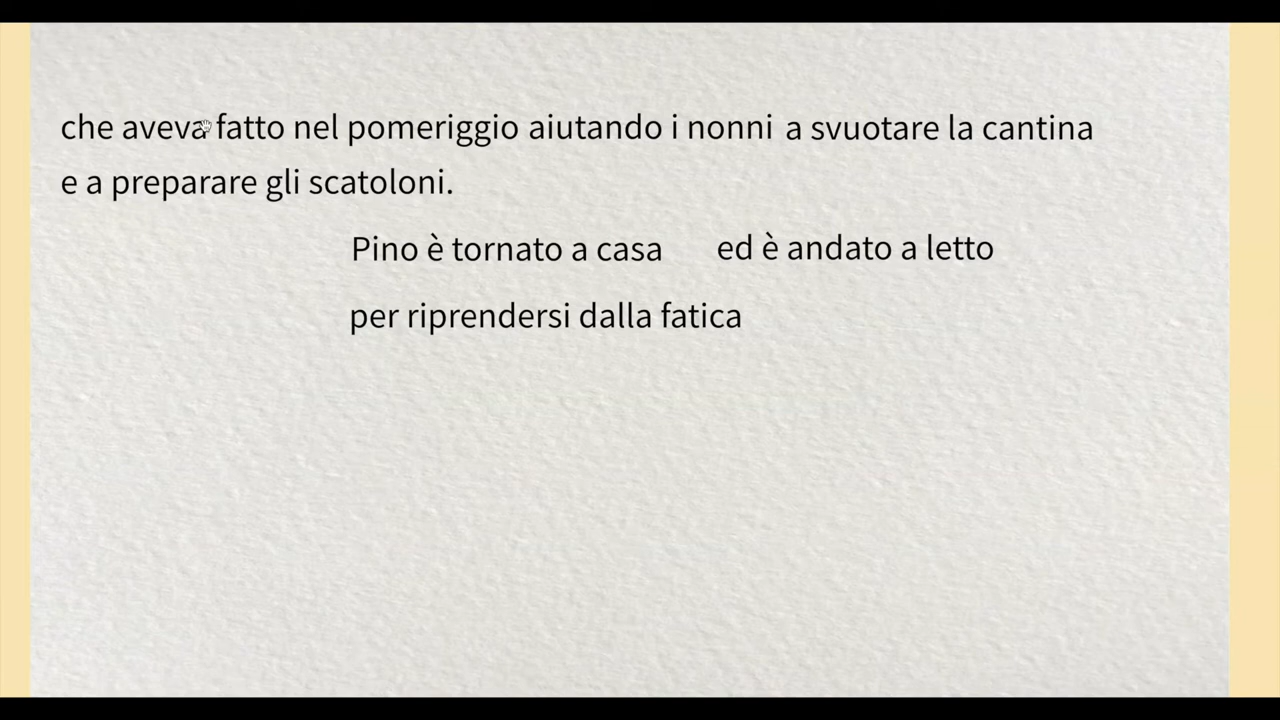 che aveva fatto nel pomeriggio aiutando i nonni a svuotare la cantina
e a preparare gli scatoloni.
Pino è tornato a casa ed è andato a letto
per riprendersi dalla fatica